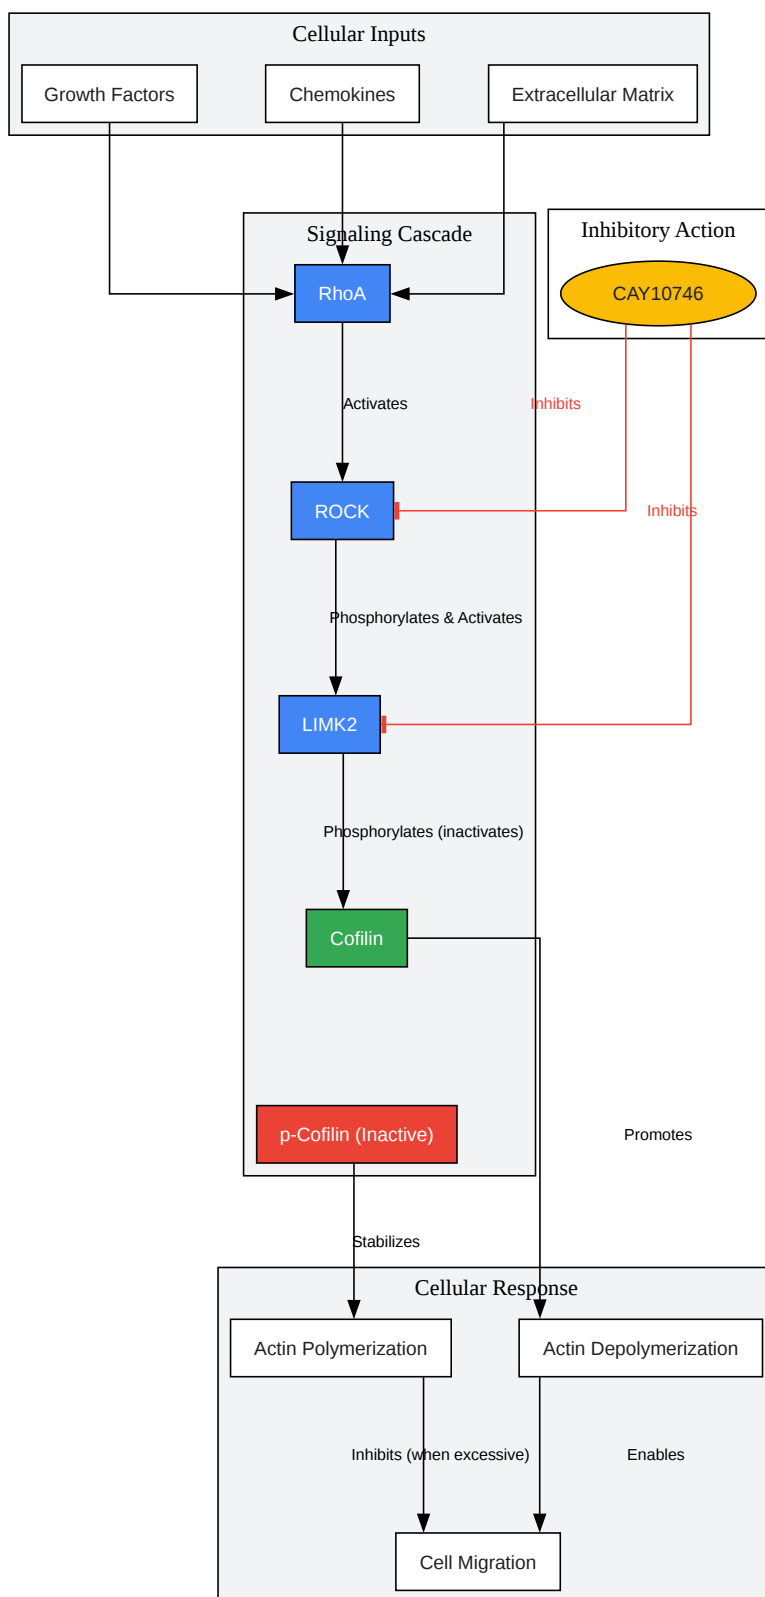 Cellular Inputs
Growth Factors
Chemokines
Extracellular Matrix
Signaling Cascade
Inhibitory Action
RhoA
CAY10746
Activates
Inhibits
ROCK
Inhibits
Phosphorylates & Activates
LIMK2
Phosphorylates (inactivates)
Cofilin
p-Cofilin (Inactive)
Promotes
Stabilizes
Cellular Response
Actin Polymerization
Actin Depolymerization
Inhibits (when excessive)
Enables
Cell Migration